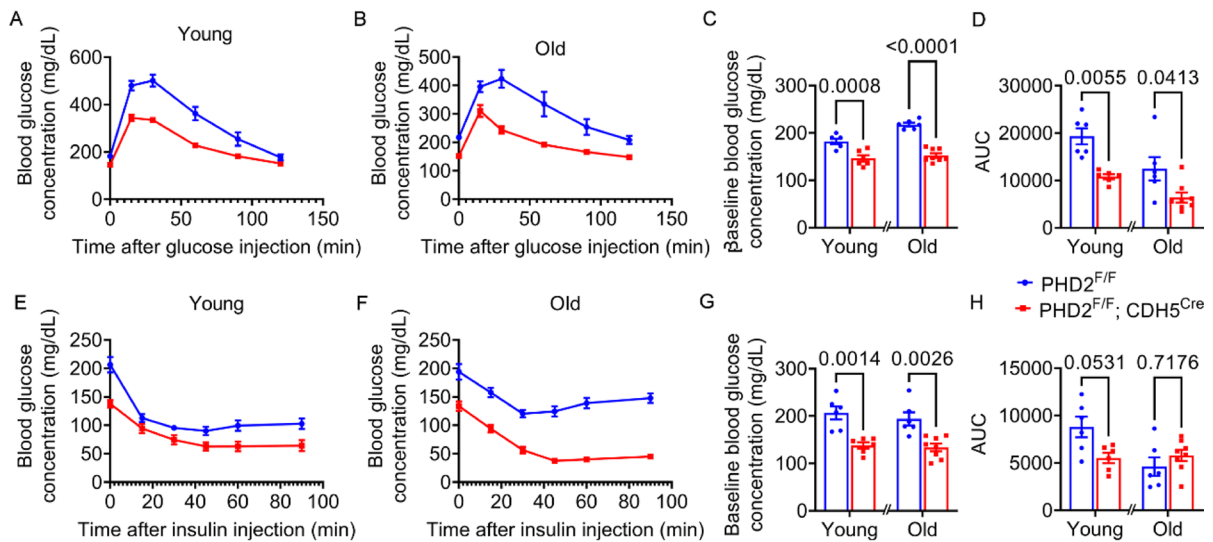 A
Young
Blood glucose
concentration (mg/dL)
600
400
200
0
0
50
100
150
Time after glucose injection (min)
B
Old
Blood glucose
concentration (mg/dL)
500
400
300
200
100
0
0
50
100
150
Time after glucose injection (min)
C
Baseline blood glucose
concentration (mg/dL)
300
200
100
0
0.0008
<0.0001
Young
Old
D
AUC
30000
20000
10000
0
0.0055
0.0413
Young
Old
PHD2F/F
PHD2F/F; CDH5Cre
E
Young
Blood glucose
concentration (mg/dL)
250
200
150
100
50
0
0
20
40
60
80
100
Time after insulin injection (min)
F
Old
Blood glucose
concentration (mg/dL)
250
200
150
100
50
0
0
20
40
60
80
100
Time after insulin injection (min)
G
Baseline blood glucose
concentration (mg/dL)
300
200
100
0
0.0014
0.0026
Young
Old
H
AUC
15000
10000
5000
0
0.0531
0.7176
Young
Old